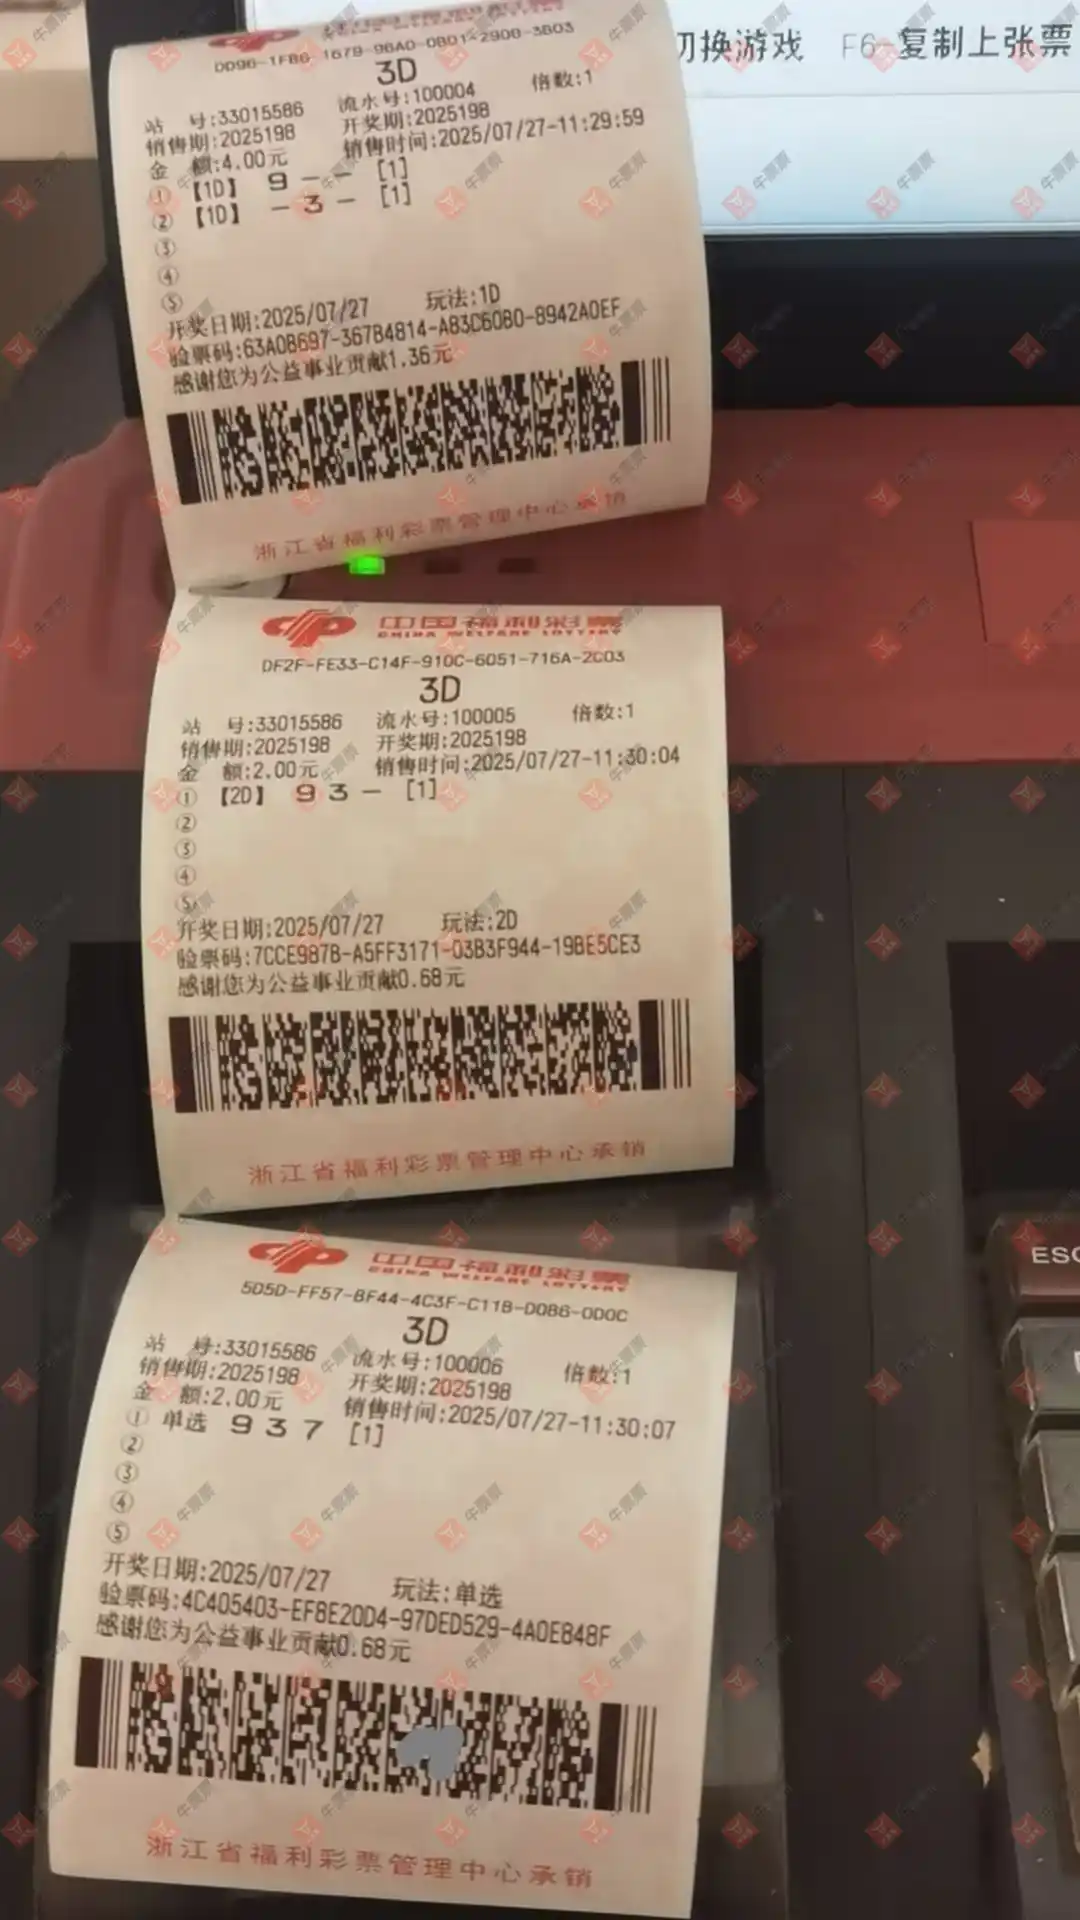 切换游戏 F6-复制上张票
DD96-1FB6-1679-96A0-0B01-2908-3B03
3D
站 号:33015586 流水号:100004 倍数:1
销售期:2025198 开奖期:2025198
金 额:4.00元 销售时间:2025/07/27-11:29:59
① 【1D】 9 - - [1]
② 【1D】 - 3 - [1]
③
④
⑤
开奖日期:2025/07/27 玩法:1D
验票码:63A08697-367B4814-A83C60B0-8942A0EF
感谢您为公益事业贡献1.36元
浙江省福利彩票管理中心承销
中国福利彩票
CHINA WELFARE LOTTERY
DF2F-FE33-C14F-910C-6051-716A-2C03
3D
站 号:33015586 流水号:100005 倍数:1
销售期:2025198 开奖期:2025198
金 额:2.00元 销售时间:2025/07/27-11:30:04
① 【2D】 9 3 - [1]
②
③
④
⑤
开奖日期:2025/07/27 玩法:2D
验票码:7CCE987B-A5FF3171-03B3F944-19BE5CE3
感谢您为公益事业贡献0.68元
浙江省福利彩票管理中心承销
中国福利彩票
CHINA WELFARE LOTTERY
5D5D-FF57-BF44-4C3F-C11B-D0B6-0D0C
3D
站 号:33015586 流水号:100006 倍数:1
销售期:2025198 开奖期:2025198
金 额:2.00元 销售时间:2025/07/27-11:30:07
① 单选 9 3 7 [1]
②
③
④
⑤
开奖日期:2025/07/27 玩法:单选
验票码:4C405403-EF8E20D4-97DED529-4A0E848F
感谢您为公益事业贡献0.68元
浙江省福利彩票管理中心承销
ESC
牛票票